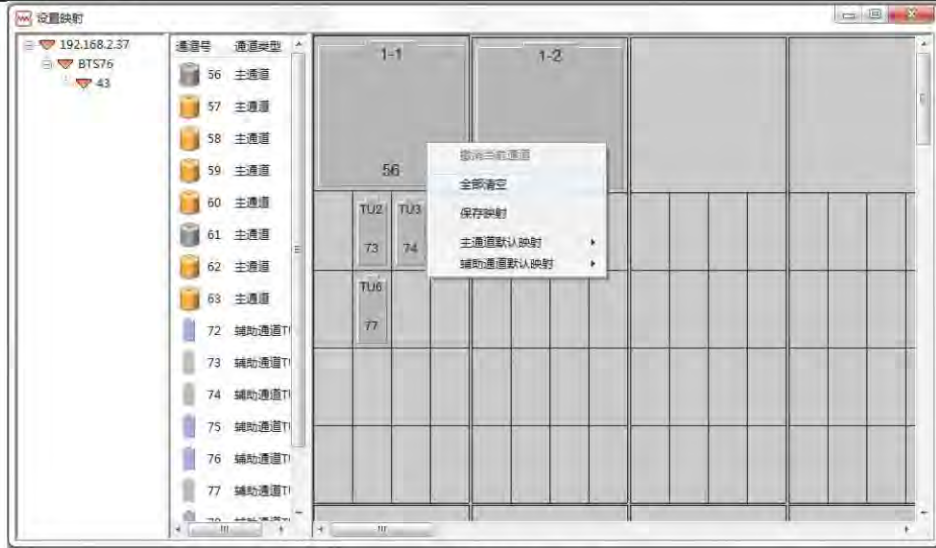 设置映射
192.168.2.37
BTS76
43
通道号 通道类型
56 主通道
57 主通道
58 主通道
59 主通道
60 主通道
61 主通道
62 主通道
63 主通道
72 辅助通道TU
73 辅助通道TU
74 辅助通道TU
75 辅助通道TU
76 辅助通道TU
77 辅助通道TU
1-1
56
1-2
TU2 TU3
73 74
TU6
77
撤消当前通道
全部清空
保存映射
主通道默认映射
辅助通道默认映射